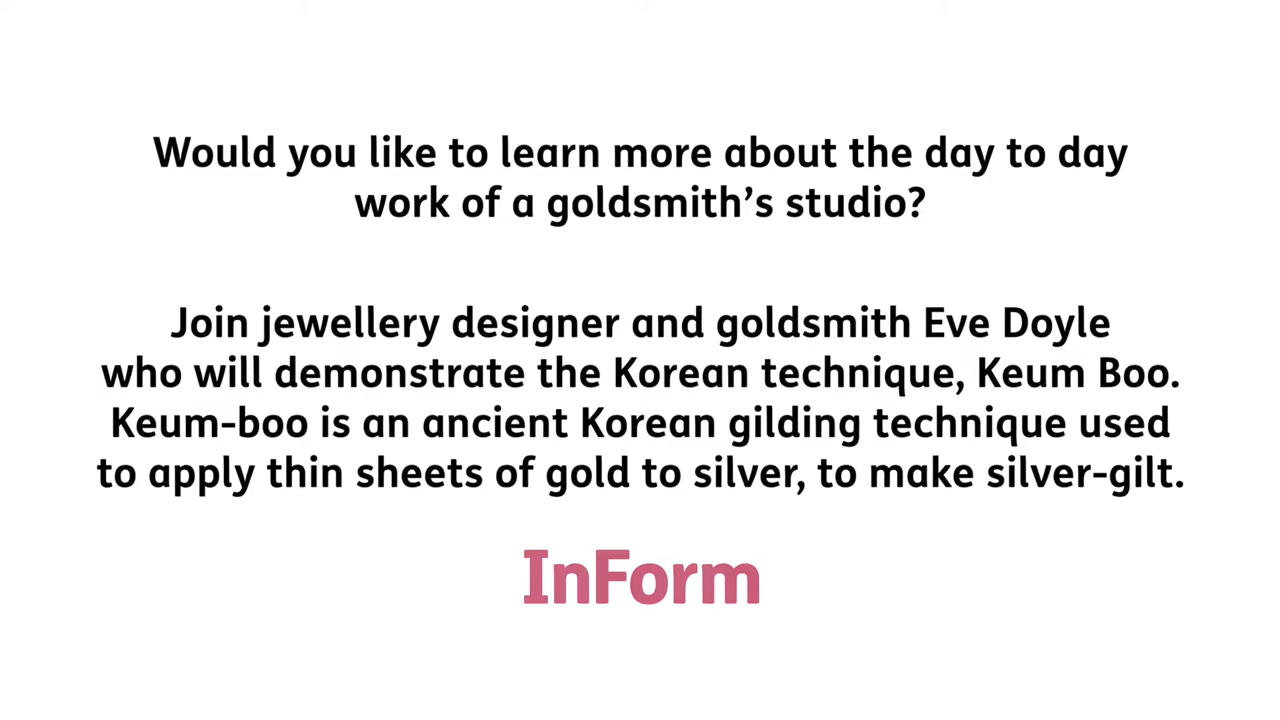 Would you like to learn more about the day to day
work of a goldsmith’s studio?
Join jewellery designer and goldsmith Eve Doyle
who will demonstrate the Korean technique, Keum Boo.
Keum-boo is an ancient Korean gilding technique used
to apply thin sheets of gold to silver, to make silver-gilt.
InForm